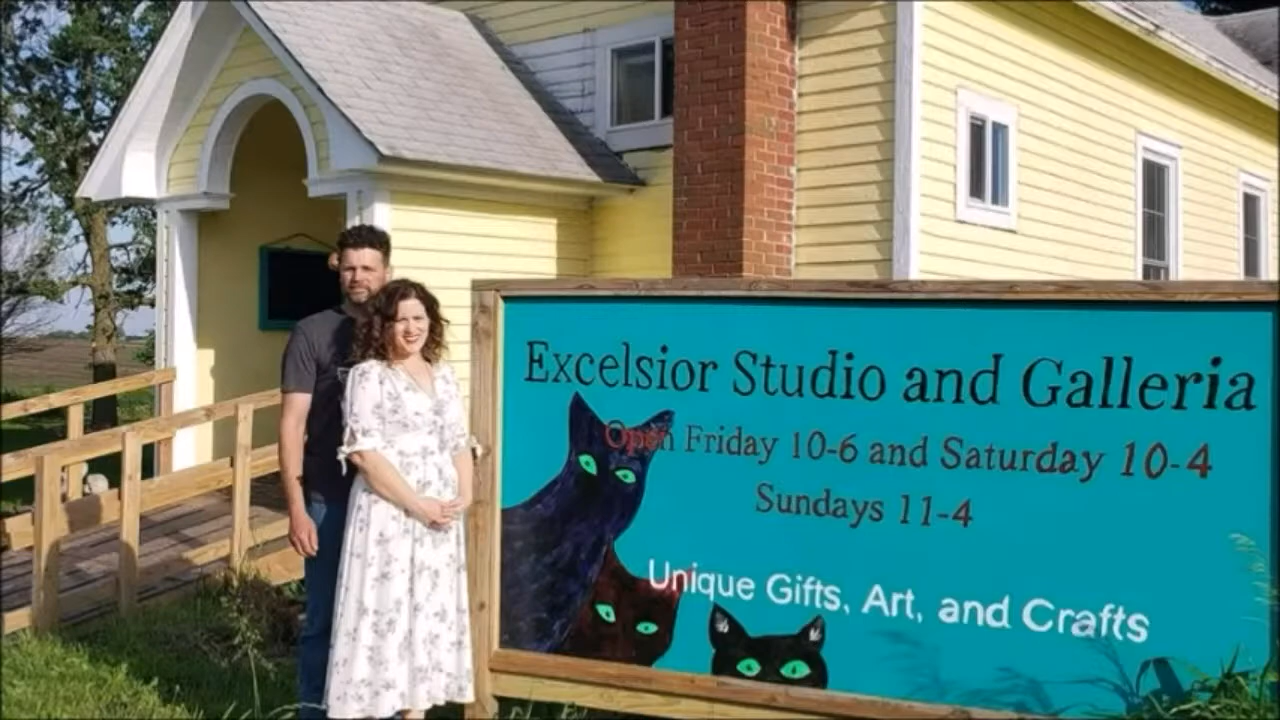 Excelsior Studio and Galleria
Open Friday 10-6 and Saturday 10-4
Sundays 11-4
Unique Gifts, Art, and Crafts